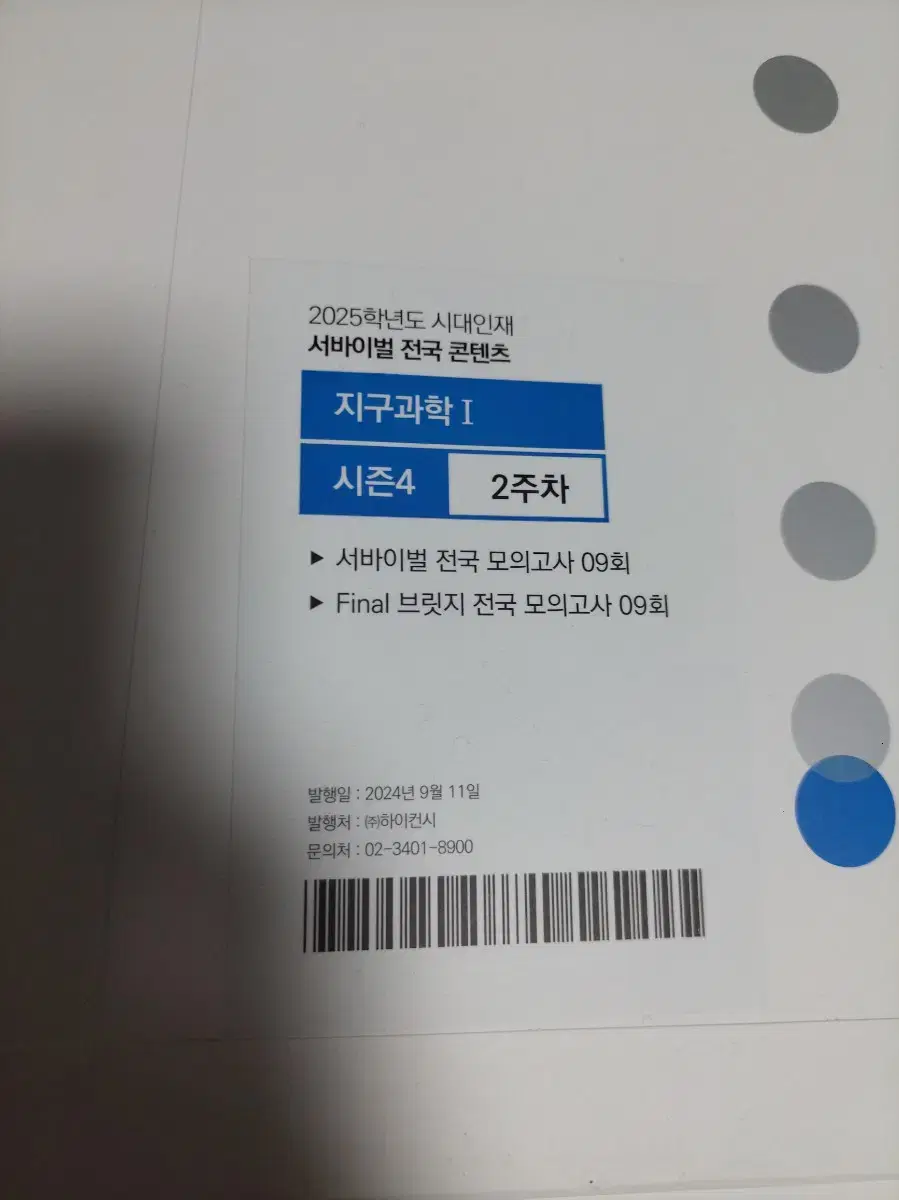 2025학년도 시대인재
서바이벌 전국 콘텐츠
지구과학 I
시즌4 2주차
▶ 서바이벌 전국 모의고사 09회
▶ Final 브릿지 전국 모의고사 09회
발행일 : 2024년 9월 11일
발행처 : ㈜하이컨시
문의처 : 02-3401-8900